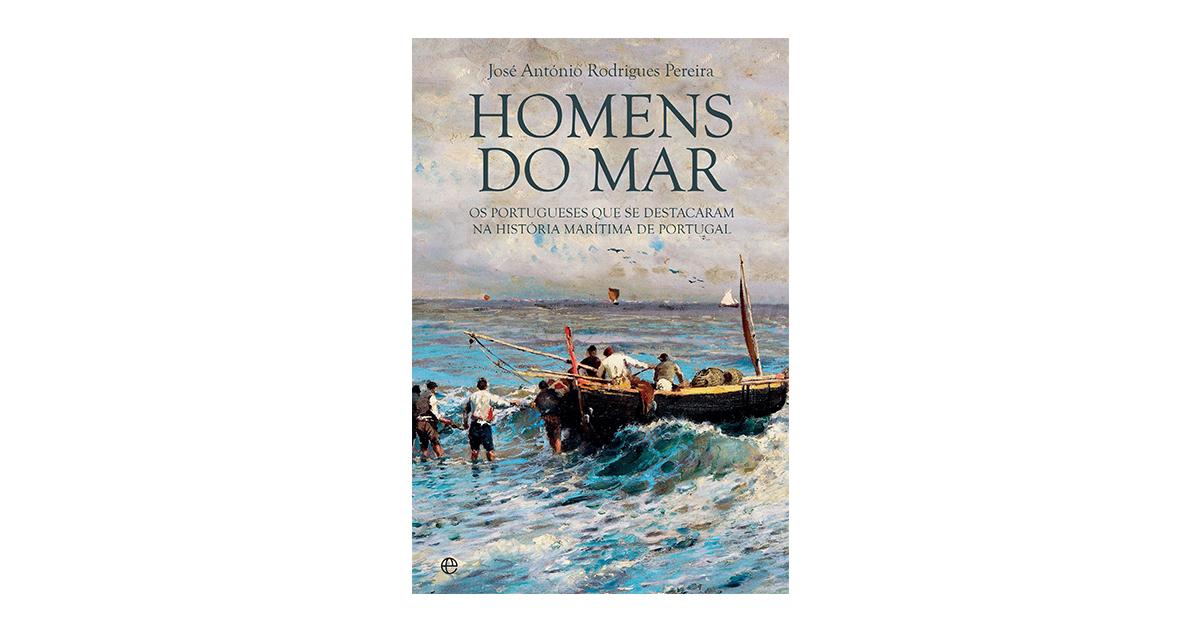 José António Rodrigues Pereira
HOMENS
DO MAR
OS PORTUGUESES QUE SE DESTACARAM
NA HISTÓRIA MARÍTIMA DE PORTUGAL